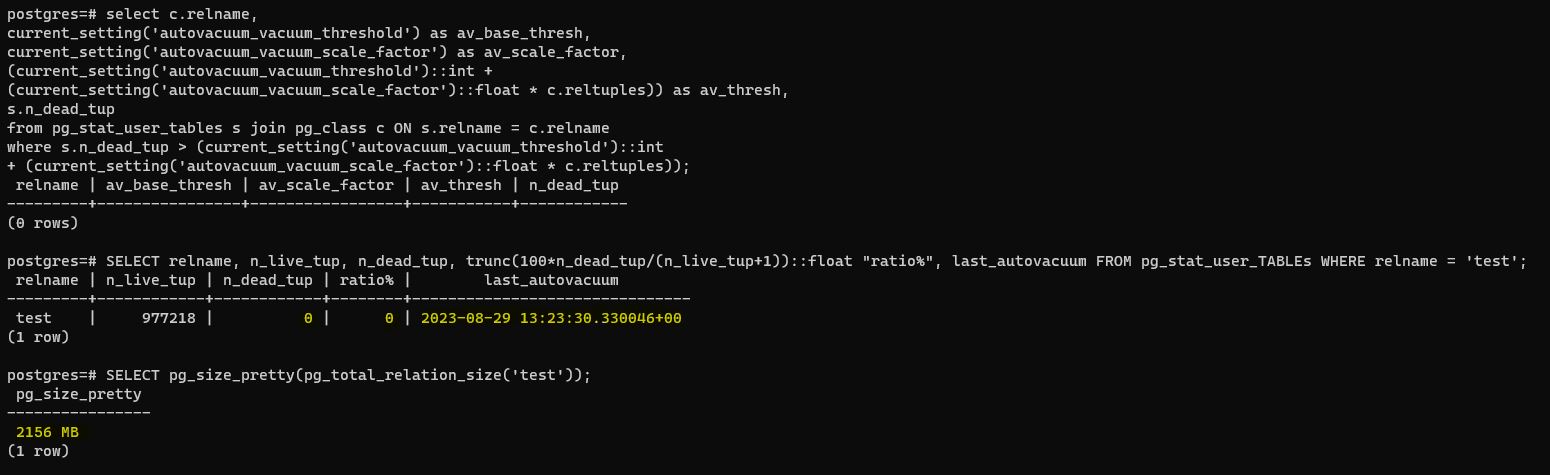 postgres=# select c.relname,
current_setting('autovacuum_vacuum_threshold') as av_base_thresh,
current_setting('autovacuum_vacuum_scale_factor') as av_scale_factor,
(current_setting('autovacuum_vacuum_threshold')::int +
(current_setting('autovacuum_vacuum_scale_factor')::float * c.reltuples)) as av_thresh,
s.n_dead_tup
from pg_stat_user_tables s join pg_class c ON s.relname = c.relname
where s.n_dead_tup > (current_setting('autovacuum_vacuum_threshold')::int
+ (current_setting('autovacuum_vacuum_scale_factor')::float * c.reltuples));
 relname | av_base_thresh | av_scale_factor | av_thresh | n_dead_tup
---------+----------------+-----------------+-----------+------------
(0 rows)

postgres=# SELECT relname, n_live_tup, n_dead_tup, trunc(100*n_dead_tup/(n_live_tup+1))::float "ratio%", last_autovacuum FROM pg_stat_user_TABLEs WHERE relname = 'test';
 relname | n_live_tup | n_dead_tup | ratio% |        last_autovacuum
---------+------------+------------+--------+-------------------------------
 test    |     977218 |          0 |      0 | 2023-08-29 13:23:30.330046+00
(1 row)

postgres=# SELECT pg_size_pretty(pg_total_relation_size('test'));
 pg_size_pretty
----------------
 2156 MB
(1 row)